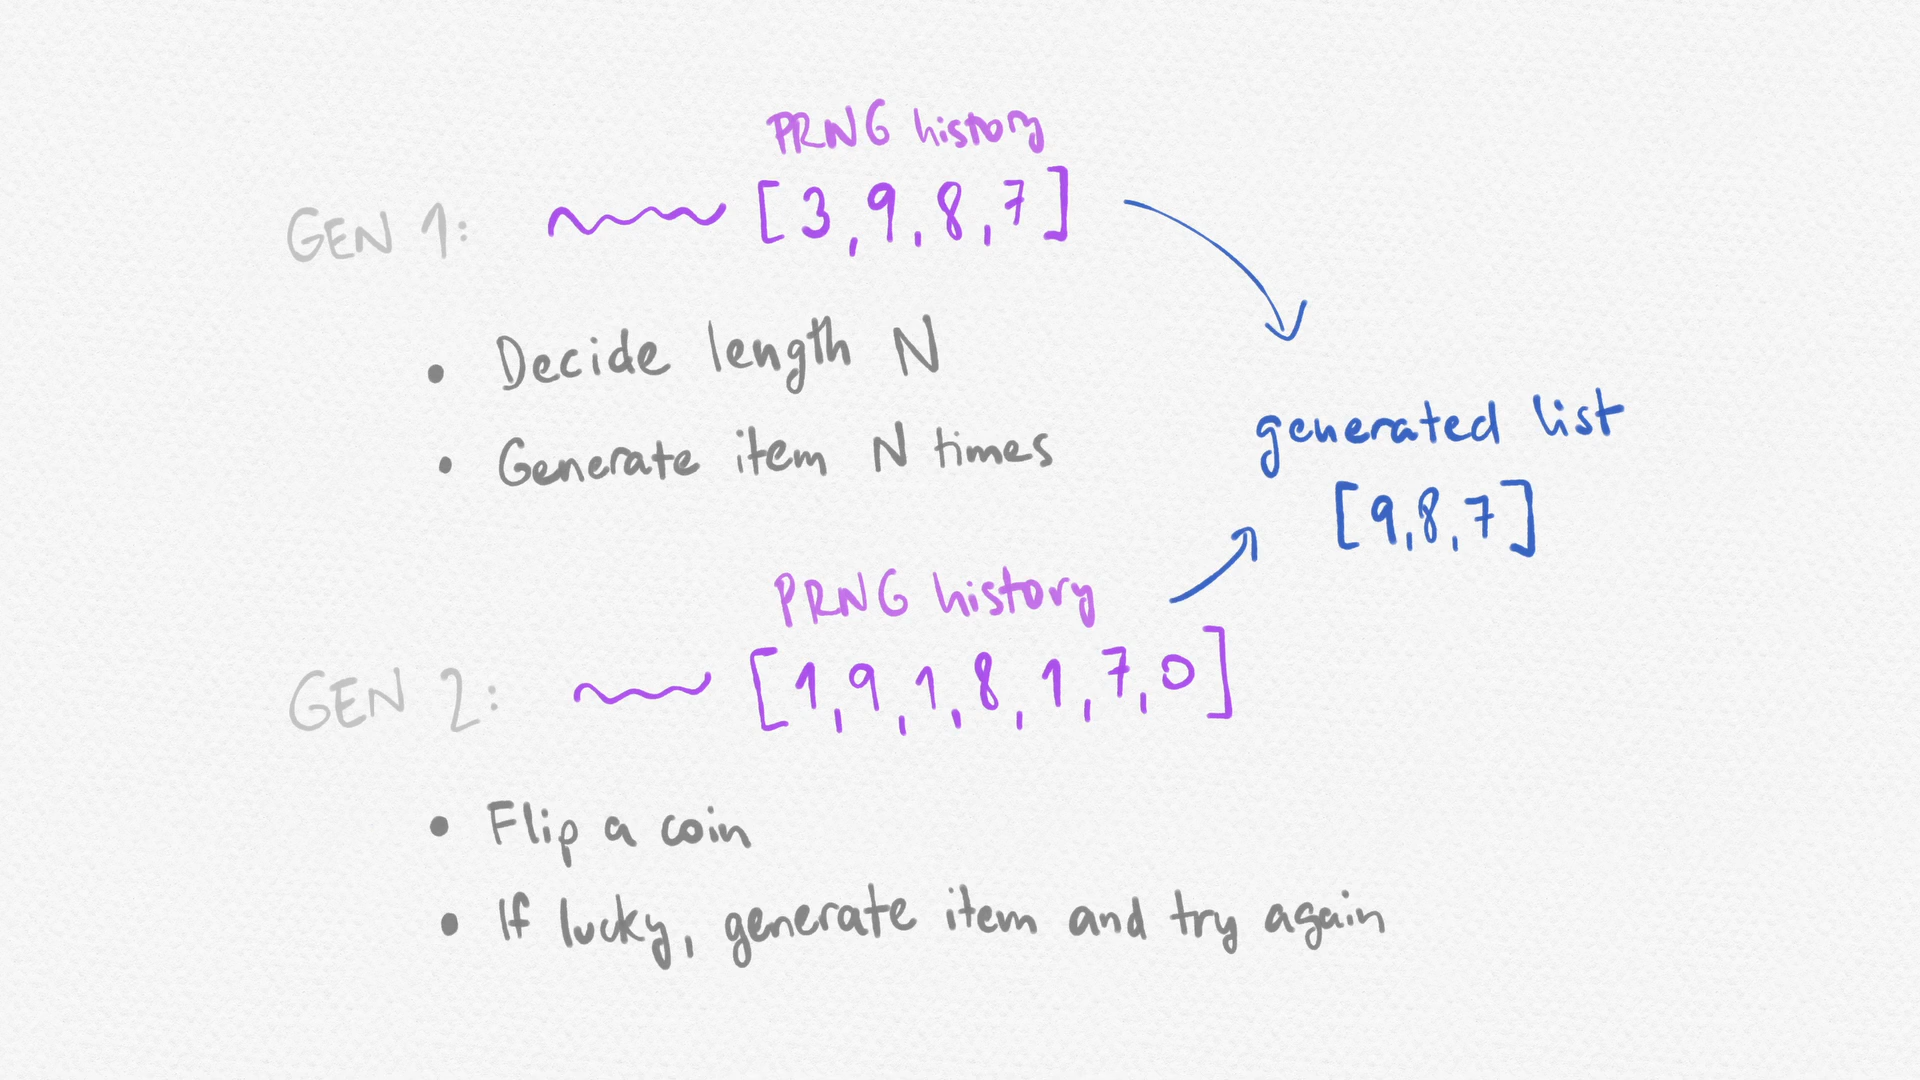 PRNG history
GEN 1: [3,9,8,7]
• Decide length N
• Generate item N times
generated list
[9,8,7]
PRNG history
GEN 2: [1,9,1,8,1,7,0]
• Flip a coin
• If lucky, generate item and try again